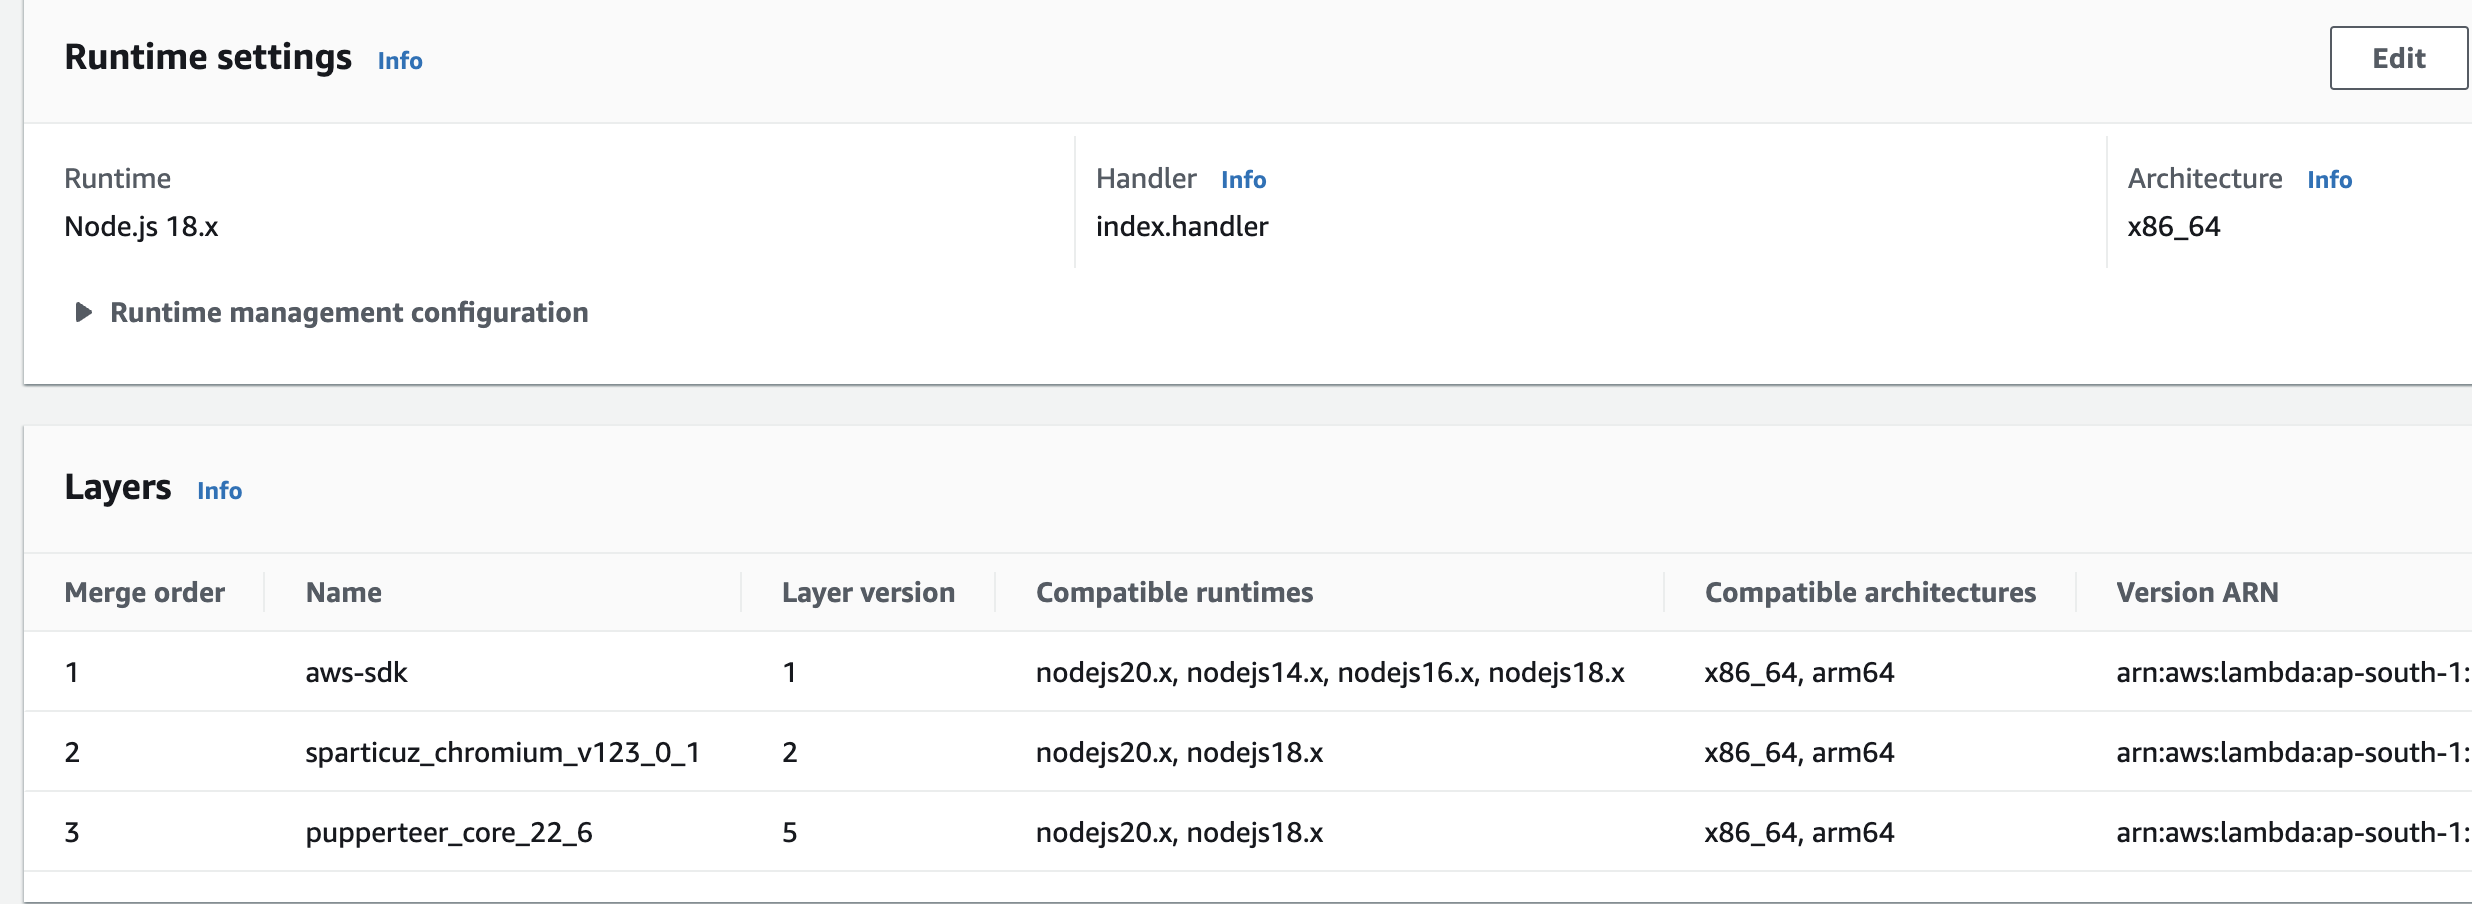 Runtime settings Info Edit
Runtime Handler Info Architecture Info
Node.js 18.x index.handler x86_64
Runtime management configuration
Layers Info
Merge order Name Layer version Compatible runtimes Compatible architectures Version ARN
1 aws-sdk 1 nodejs20.x, nodejs14.x, nodejs16.x, nodejs18.x x86_64, arm64 arn:aws:lambda:ap-south-1:
2 sparticuz_chromium_v123_0_1 2 nodejs20.x, nodejs18.x x86_64, arm64 arn:aws:lambda:ap-south-1:
3 pupperteer_core_22_6 5 nodejs20.x, nodejs18.x x86_64, arm64 arn:aws:lambda:ap-south-1: